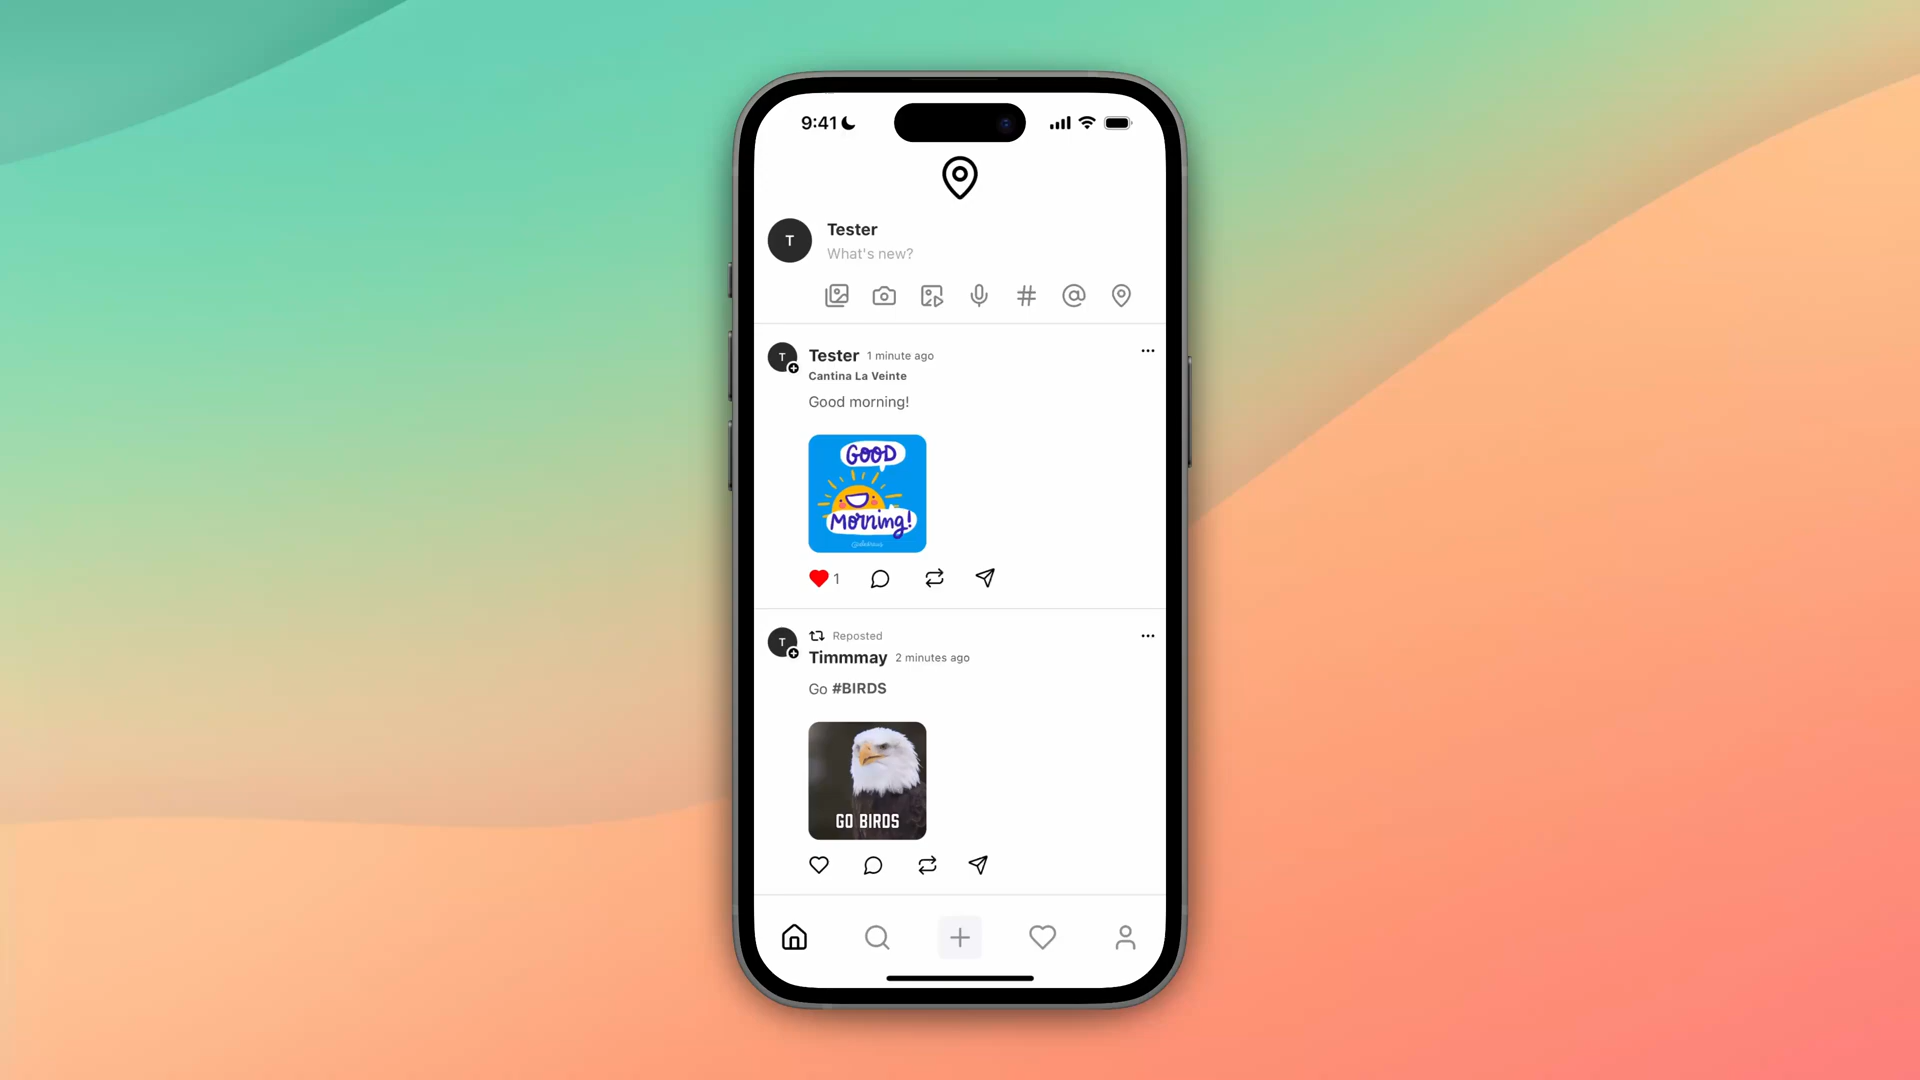 9:41
T
Tester
What's new?
T
Tester 1 minute ago
Cantina La Veinte
Good morning!
GOOD
Morning!
T
Reposted
Timmmay 2 minutes ago
Go #BIRDS
GO BIRDS